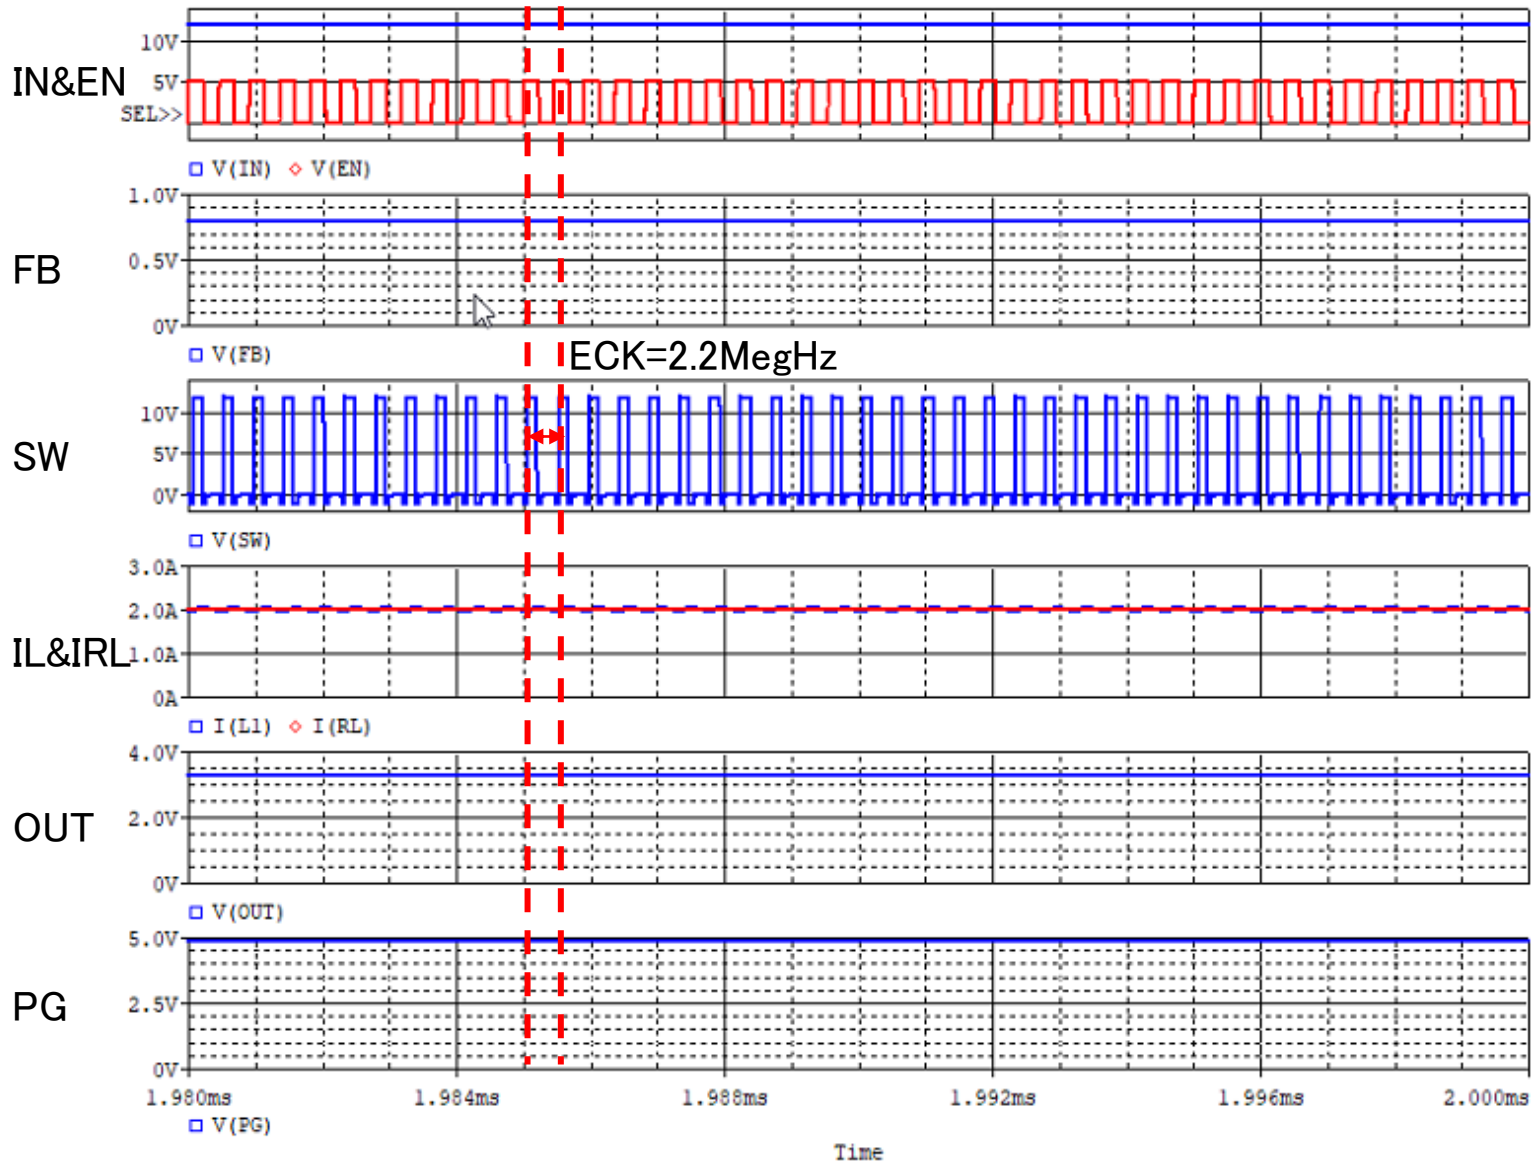 10V
IN&EN
5V
SEL>>
V(IN) V(EN)
1.0V
FB
0.5V
0V
V(FB)
ECK=2.2MegHz
10V
SW
5V
0V
V(SW)
3.0A
2.0A
IL&IRL
1.0A
0A
I(L1) I(RL)
4.0V
OUT
2.0V
0V
V(OUT)
5.0V
PG
2.5V
0V
1.980ms 1.984ms 1.988ms 1.992ms 1.996ms 2.000ms
V(PG)
Time